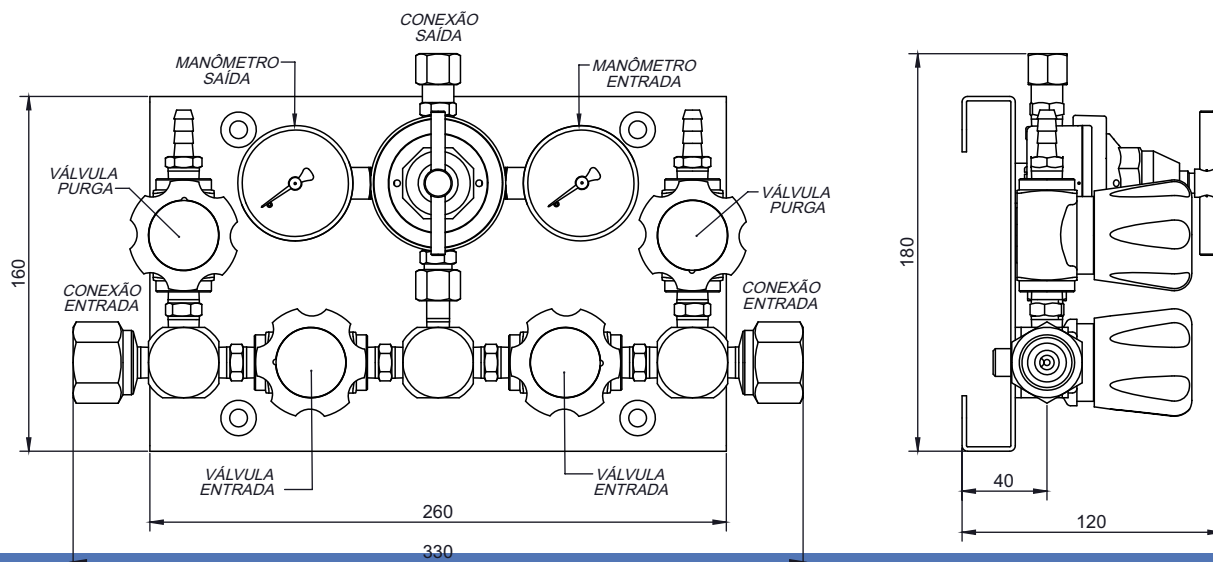 CONEXÃO
SAÍDA
MANÔMETRO
SAÍDA
MANÔMETRO
ENTRADA
VÁLVULA
PURGA
VÁLVULA
PURGA
160
180
CONEXÃO
ENTRADA
CONEXÃO
ENTRADA
VÁLVULA
ENTRADA
VÁLVULA
ENTRADA
40
260
120
330